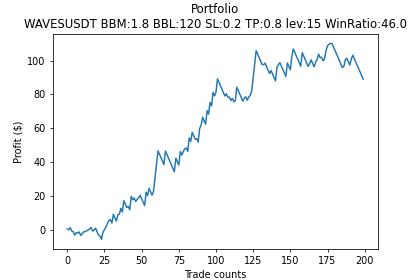 Portfolio
WAVESUSDT BBM:1.8 BBL:120 SL:0.2 TP:0.8 lev:15 WinRatio:46.0
Profit ($)
100
80
60
40
20
0
0 25 50 75 100 125 150 175 200
Trade counts